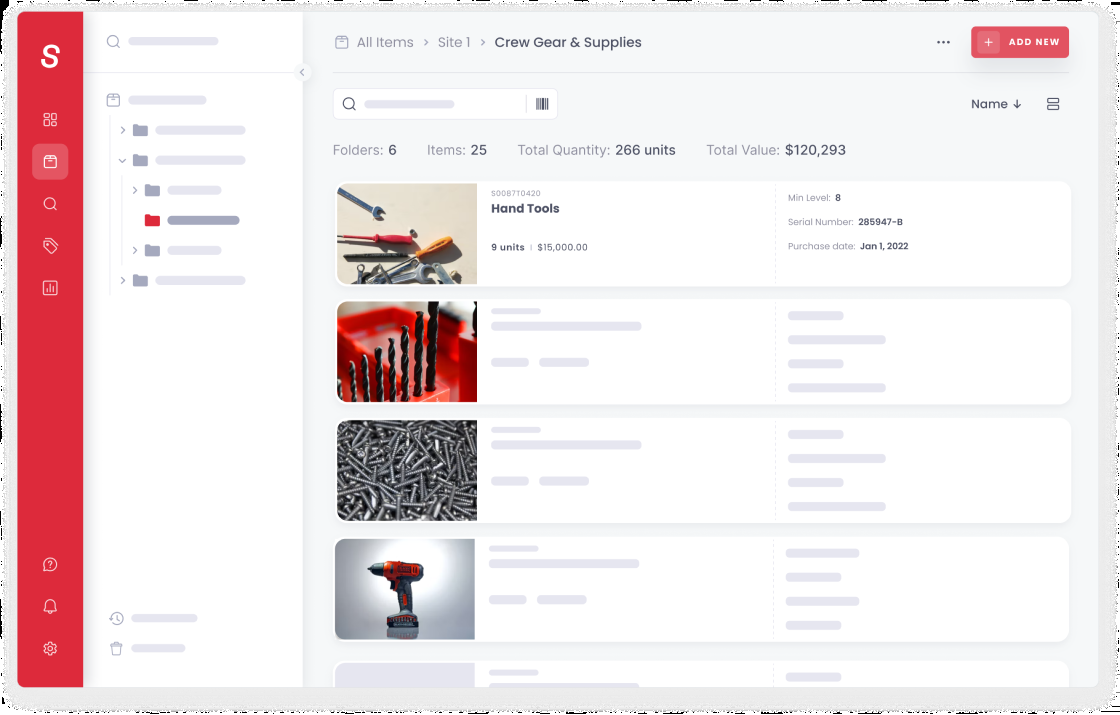 S
All Items > Site 1 > Crew Gear & Supplies
+ ADD NEW
Name ↓
Folders: 6 Items: 25 Total Quantity: 266 units Total Value: $120,293
S00B7T0420
Hand Tools
9 units | $15,000.00
Min Level: 8
Serial Number: 285947-B
Purchase date: Jan 1, 2022